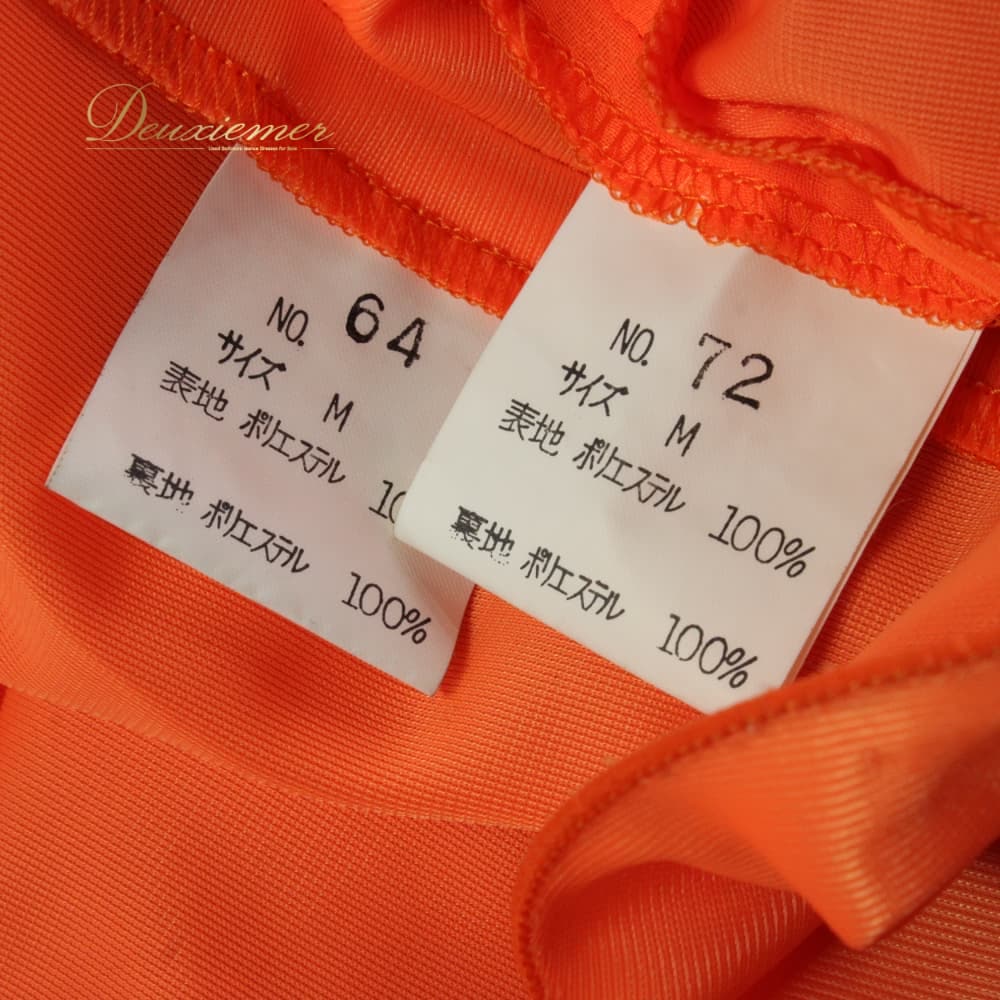 Deuxiemer
NO. 64
サイズ M
表地 ポリエステル 10
裏地 ポリエステル 100%
NO. 72
サイズ M
表地 ポリエステル 100%
裏地 ポリエステル 100%